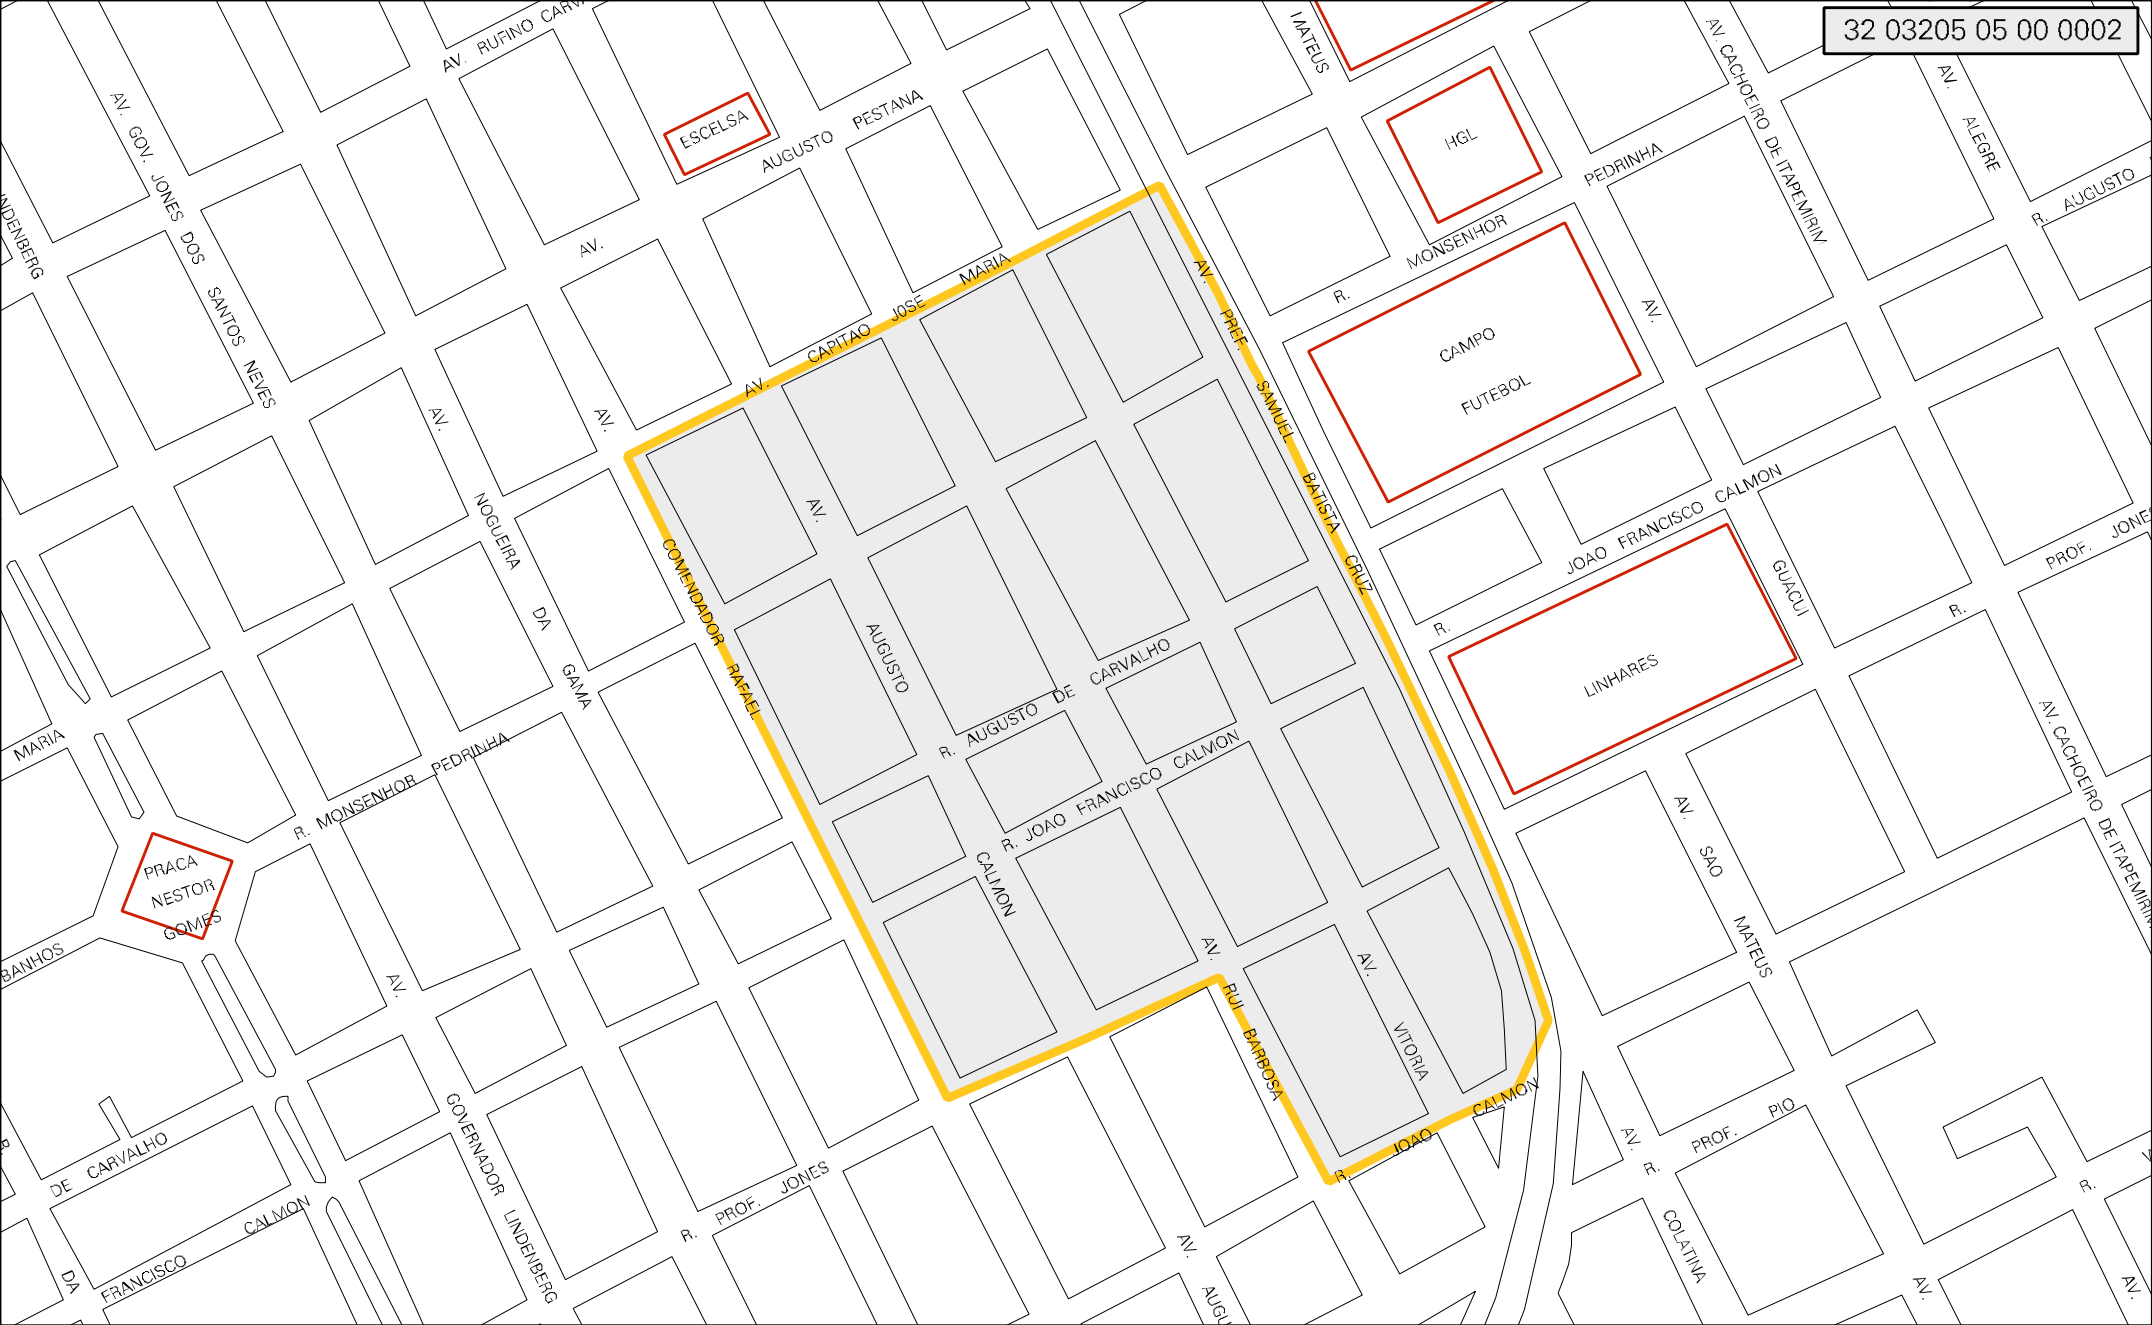 32 03205 05 00 0002
AV. RUFINO
AV. GOV. JONES DOS SANTOS NEVES
ESCELSA
AV. AUGUSTO PESTANA
MATEUS
HGL
AV. CACHOEIRO DE ITAPEMIRIM
AV. ALEGRE
R. AUGUSTO
R. MONSENHOR PEDRINHA
AV. CAPITAO JOSE MARIA
AV. PREF. SAMUEL BATISTA CRUZ
CAMPO
FUTEBOL
AV. GUACUI
AV. NOGUEIRA DA GAMA
AV. COMENDADOR RAFAEL
AV. AUGUSTO CALMON
R. JOAO FRANCISCO CALMON
LINHARES
R. PROF. JONES
R. AUGUSTO DE CARVALHO
R. JOAO FRANCISCO CALMON
MARIA
R. MONSENHOR PEDRINHA
PRACA
NESTOR
GOMES
BANHOS
AV. GOVERNADOR LINDENBERG
AV. RUI BARBOSA
AV. VITORIA
AV. SAO MATEUS
AV. CACHOEIRO DE ITAPEMIRIM
R. JOAO CALMON
DE CARVALHO
FRANCISCO CALMON
DA
R. PROF. JONES
AV.
AV. COLATINA
R. PROF. PIO
R.
AV.
AV.